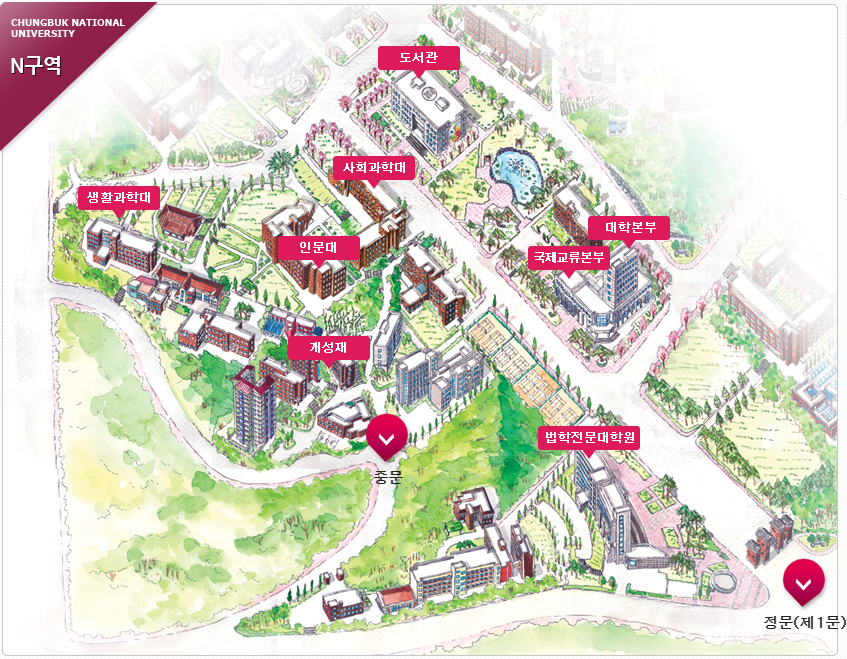 CHUNGBUK NATIONAL
UNIVERSITY
N구역
도서관
사회과학대
생활과학대
대학본부
인문대
국제교류본부
개성재
법학전문대학원
중문
정문(제1문)